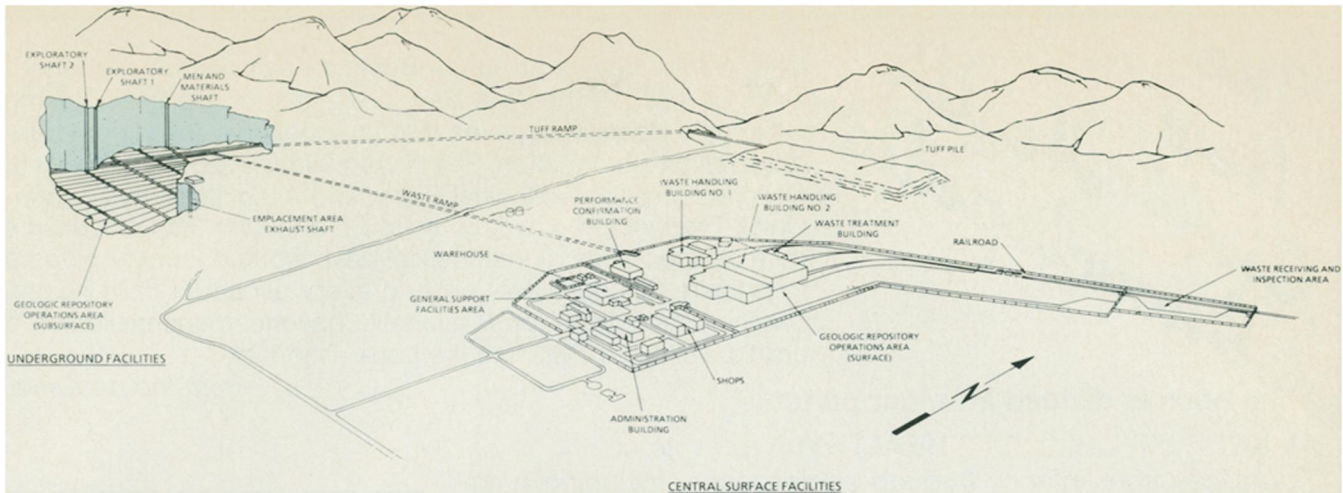 EXPLORATORY
SHAFT 2
EXPLORATORY
SHAFT 1
MEN AND
MATERIALS
SHAFT
TUFF RAMP
TUFF PILE
WASTE RAMP
WASTE HANDLING
BUILDING NO. 1
WASTE HANDLING
BUILDING NO. 2
PERFORMANCE
CONFIRMATION
BUILDING
WASTE TREATMENT
BUILDING
EMPLACEMENT AREA
EXHAUST SHAFT
RAILROAD
WAREHOUSE
WASTE RECEIVING AND
INSPECTION AREA
GENERAL SUPPORT
FACILITIES AREA
GEOLOGIC REPOSITORY
OPERATIONS AREA
(SUBSURFACE)
GEOLOGIC REPOSITORY
OPERATIONS AREA
(SURFACE)
UNDERGROUND FACILITIES
SHOPS
N
ADMINISTRATION
BUILDING
CENTRAL SURFACE FACILITIES